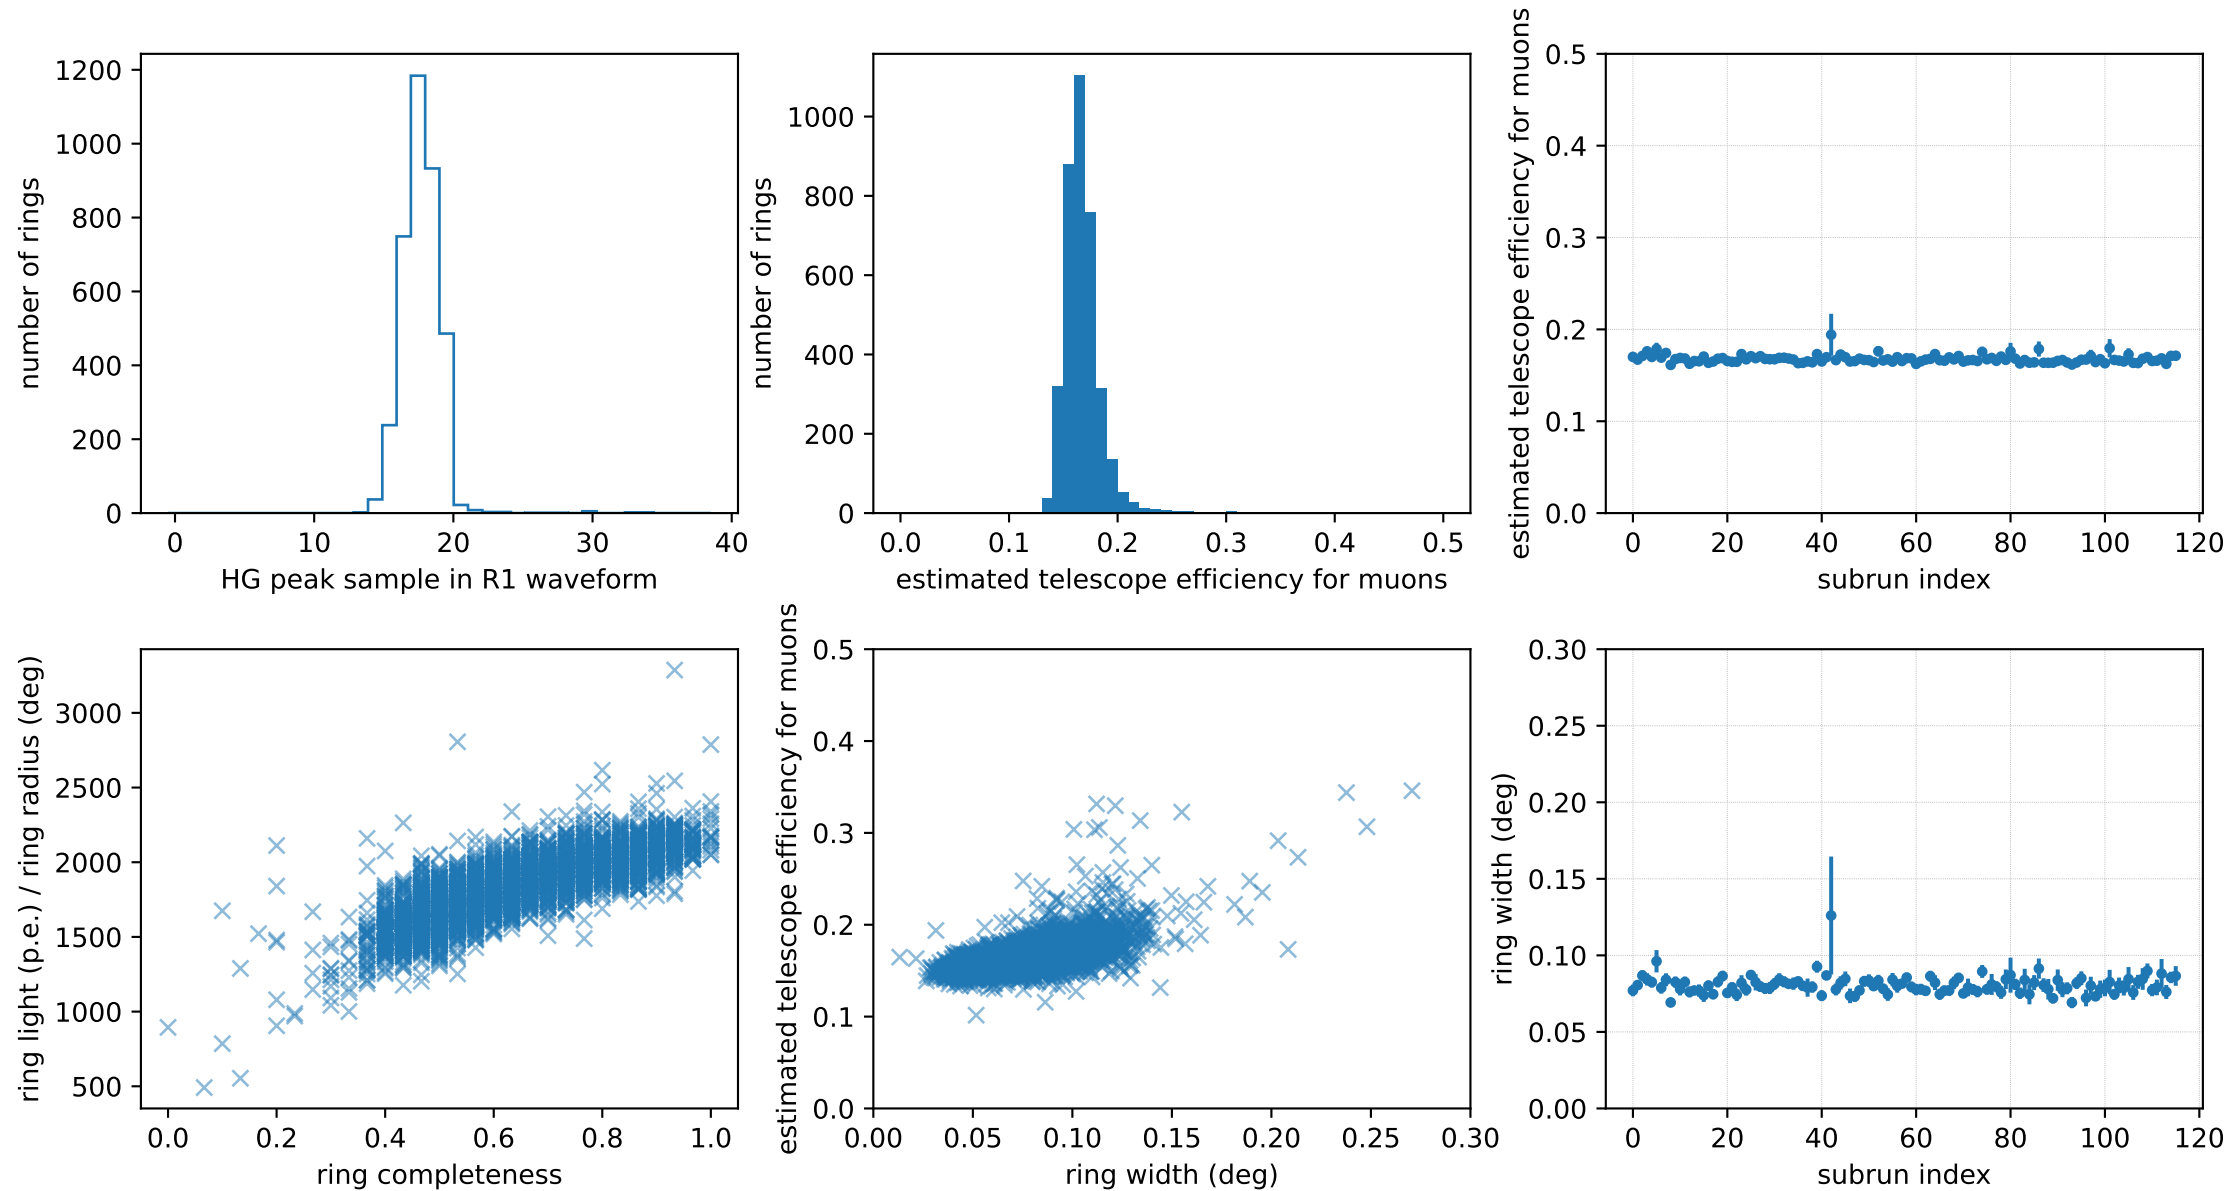 number of rings
1200
1000
800
600
400
200
0
0 10 20 30 40
HG peak sample in R1 waveform
number of rings
1000
800
600
400
200
0
0.0 0.1 0.2 0.3 0.4 0.5
estimated telescope efficiency for muons
estimated telescope efficiency for muons
0.5
0.4
0.3
0.2
0.1
0.0
0 20 40 60 80 100 120
subrun index
ring light (p.e.) / ring radius (deg)
3000
2500
2000
1500
1000
500
0.0 0.2 0.4 0.6 0.8 1.0
ring completeness
estimated telescope efficiency for muons
0.5
0.4
0.3
0.2
0.1
0.0
0.00 0.05 0.10 0.15 0.20 0.25 0.30
ring width (deg)
ring width (deg)
0.30
0.25
0.20
0.15
0.10
0.05
0.00
0 20 40 60 80 100 120
subrun index